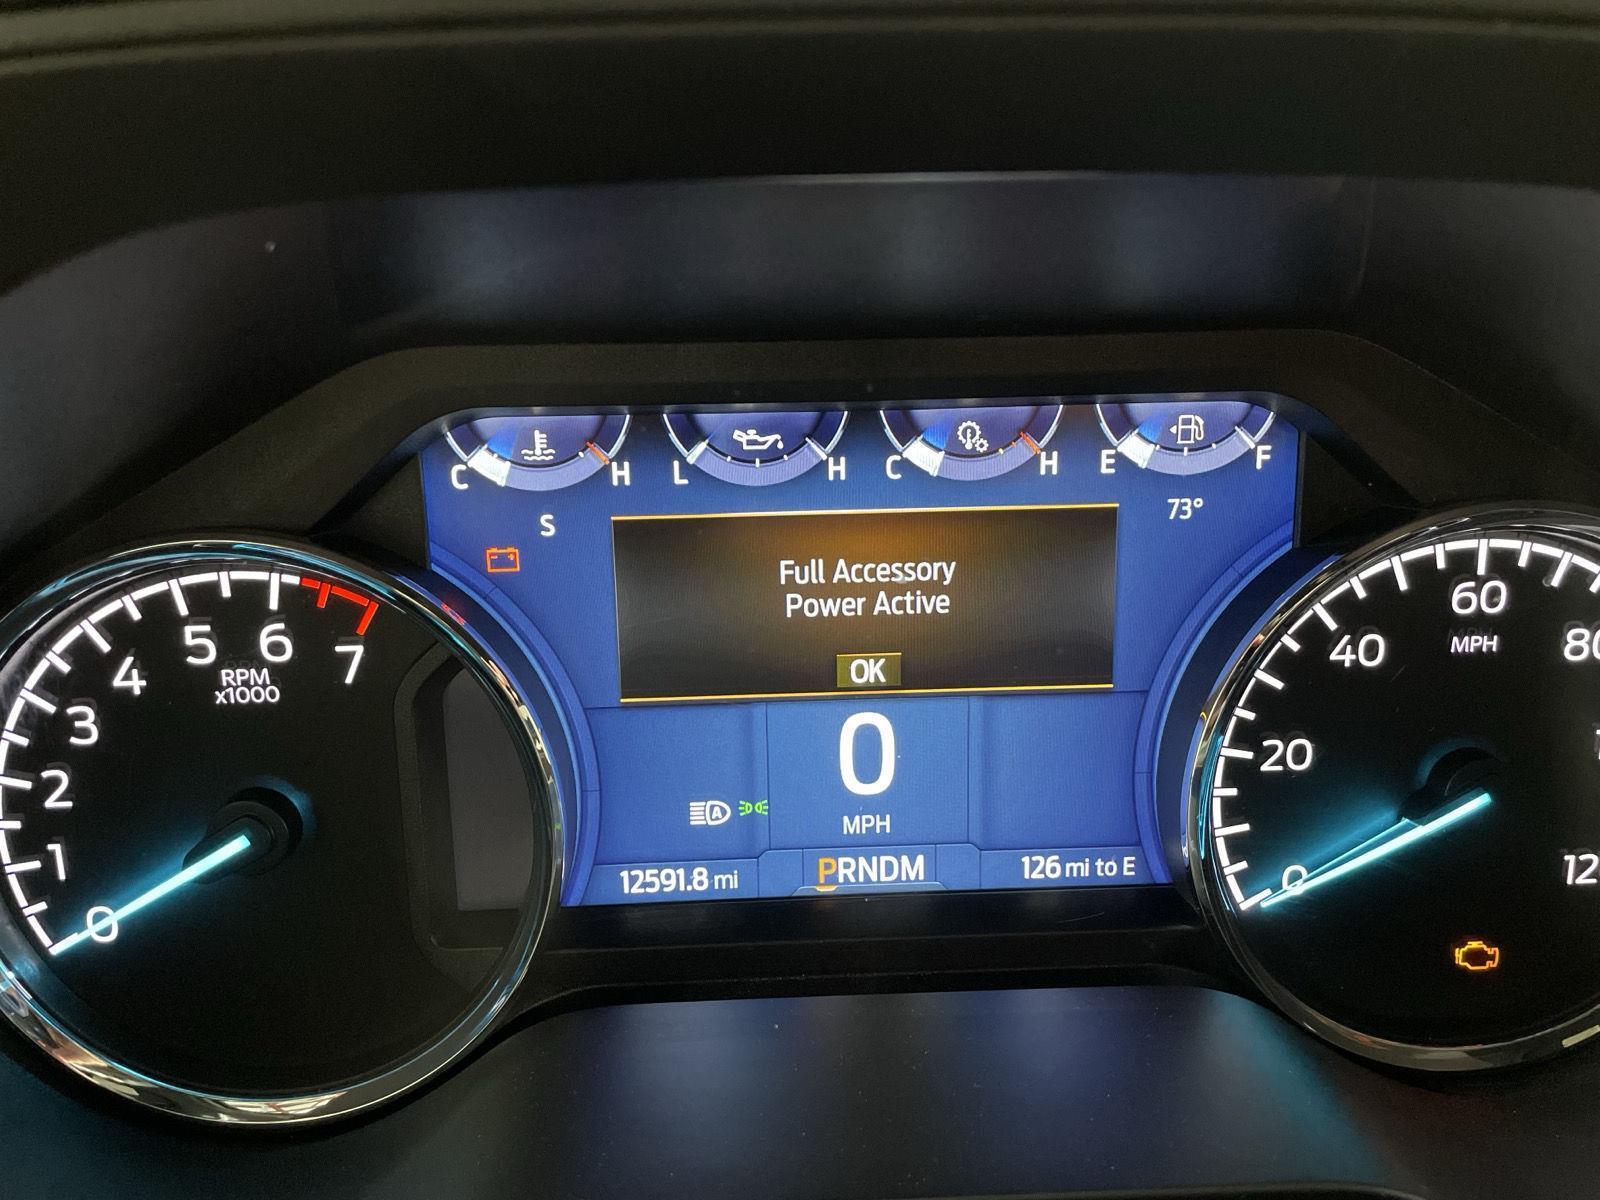 C H
L H
C H
E F
S
73°
Full Accessory
Power Active
OK
0
MPH
A
12591.8 mi
PRNDM
126 mi to E
0
1
2
3
4
5
6
7
RPM
x1000
0
20
40
60
MPH